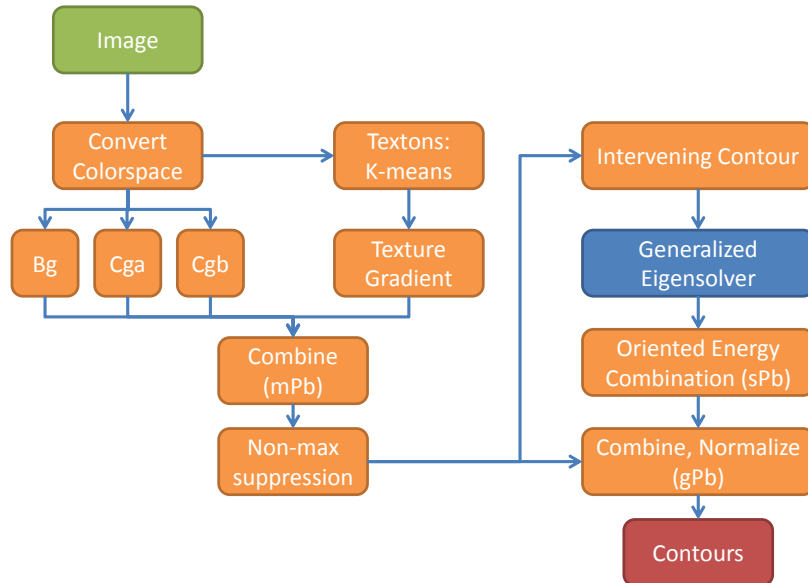 Image
Convert
Colorspace
Textons:
K-means
Intervening Contour
Bg
Cga
Cgb
Texture
Gradient
Generalized
Eigensolver
Combine
(mPb)
Oriented Energy
Combination (sPb)
Non-max
suppression
Combine, Normalize
(gPb)
Contours